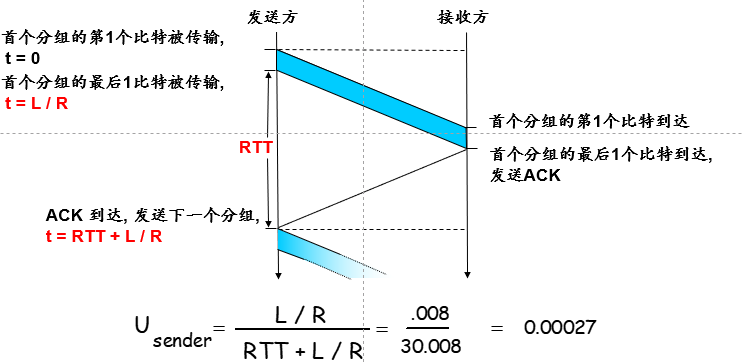 发送方
接收方
首个分组的第1个比特被传输,
t = 0
首个分组的最后1比特被传输,
t = L / R
RTT
首个分组的第1个比特到达
首个分组的最后1个比特到达,
发送ACK
ACK 到达, 发送下一个分组,
t = RTT + L / R
U sender = L / R / RTT + L / R = .008 / 30.008 = 0.00027